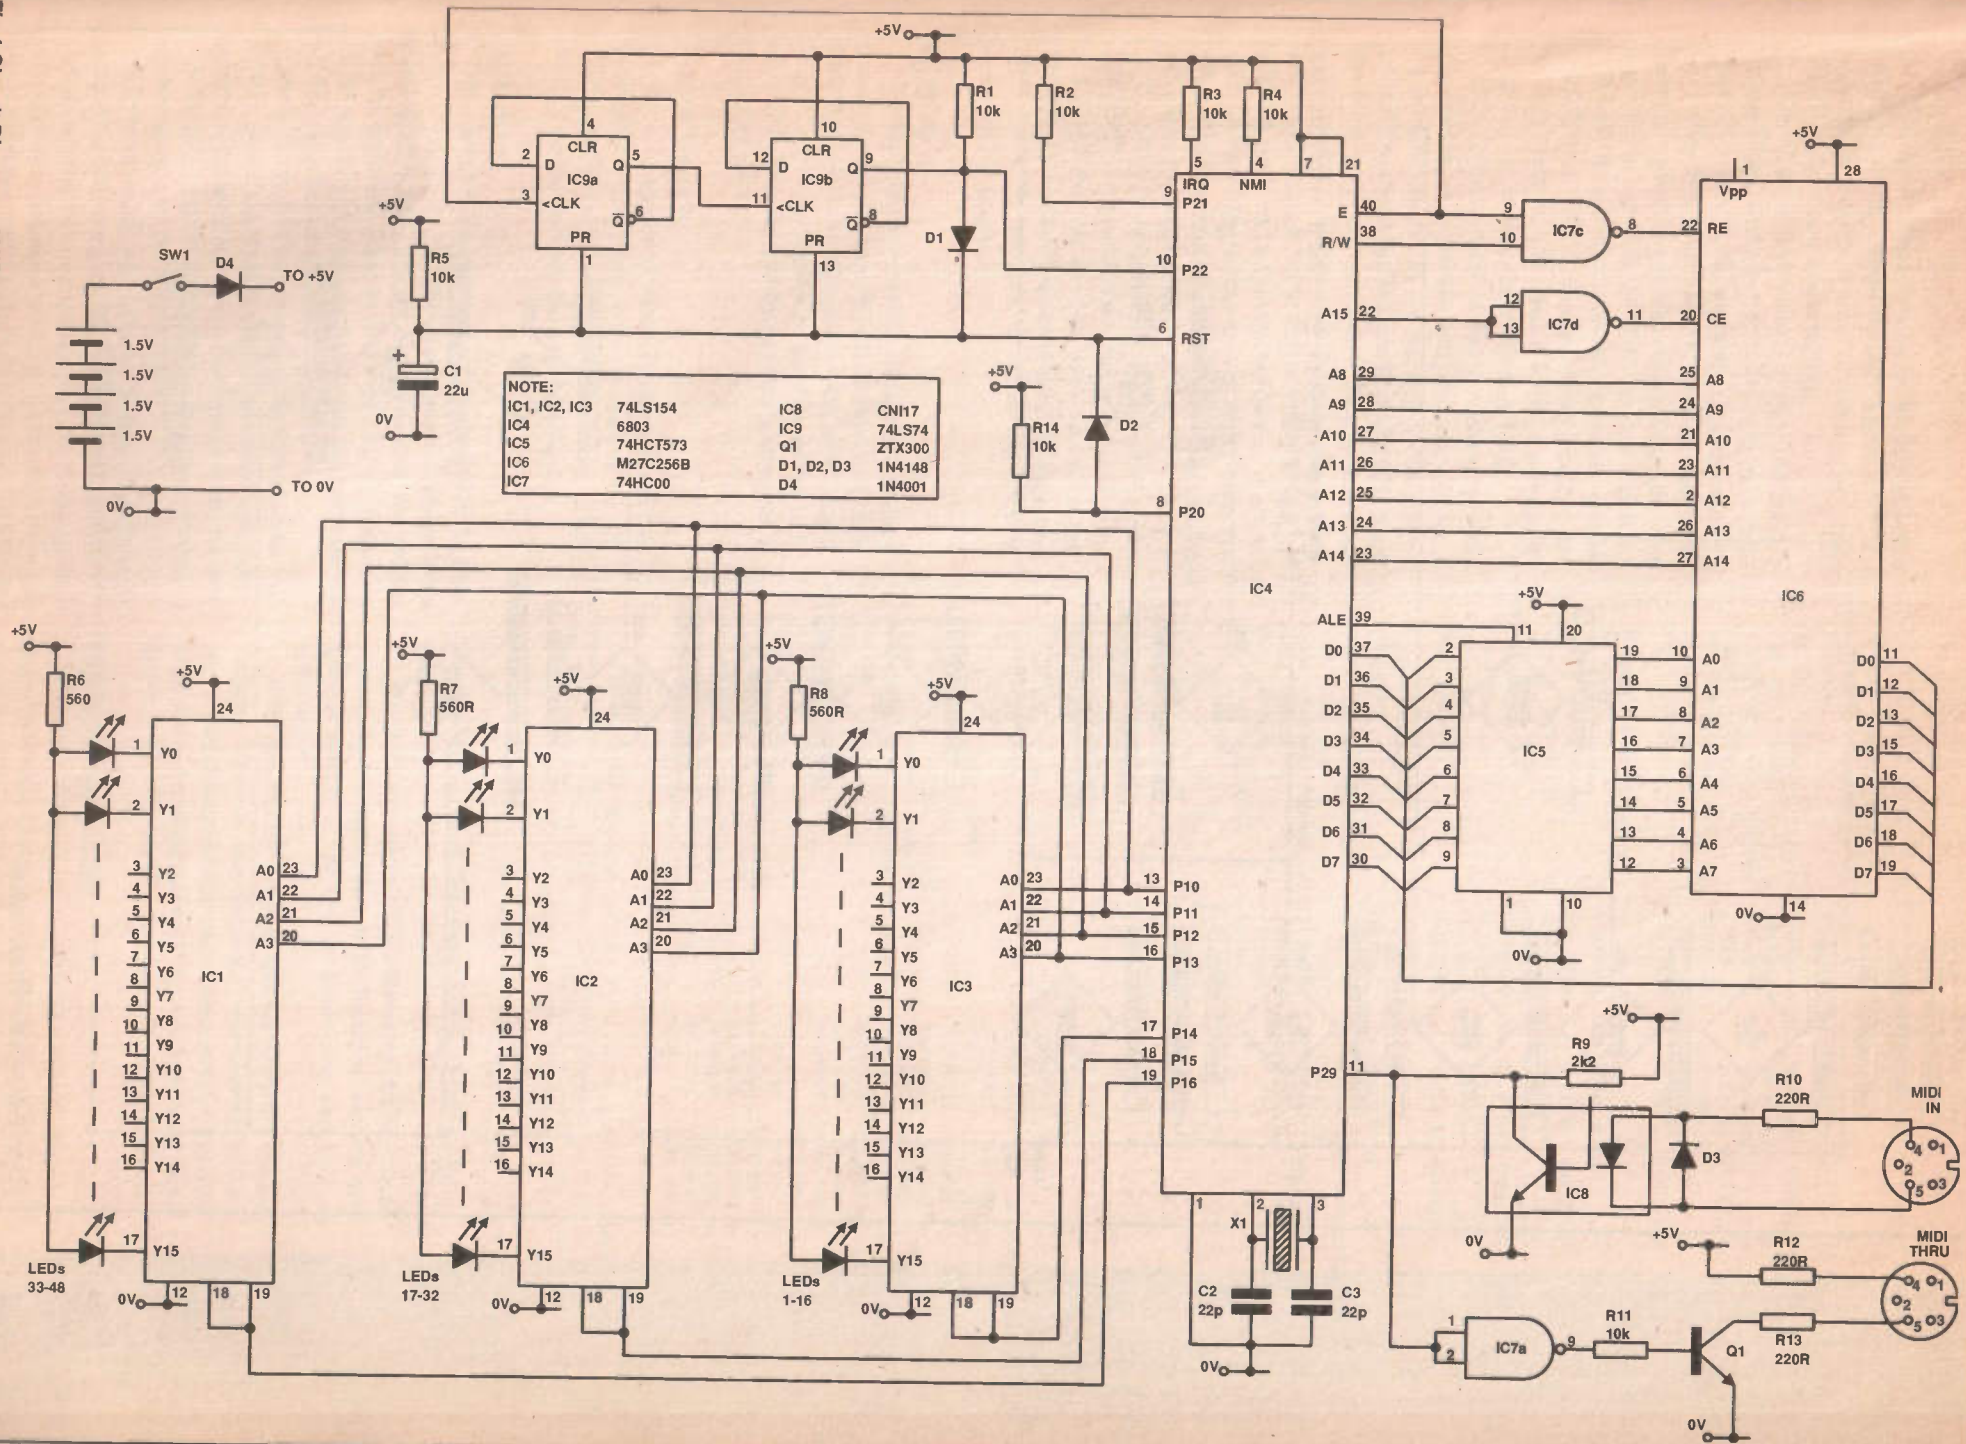 +5V
R1
10k
R2
10k
R3
10k
R4
10k
4
CLR
2
D
Q
5
IC9a
3
<CLK
Q
6
PR
1
10
CLR
12
D
Q
9
IC9b
11
<CLK
Q
8
PR
13
D1
+5V
R5
10k
C1
22u
+
0V
SW1
D4
TO +5V
1.5V
1.5V
1.5V
1.5V
TO 0V
0V
NOTE:
IC1, IC2, IC3 74LS154 IC8 CNI17
IC4 6803 IC9 74LS74
IC5 74HCT573 Q1 ZTX300
IC6 M27C256B D1, D2, D3 1N4148
IC7 74HC00 D4 1N4001
+5V
R14
10k
D2
5
IRQ
4
NMI
7
21
9
P21
10
P22
6
RST
8
P20
IC4
13 P10
14 P11
15 P12
16 P13
17 P14
18 P15
19 P16
E 40
R/W 38
A15 22
A8 29
A9 28
A10 27
A11 26
A12 25
A13 24
A14 23
ALE 39
D0 37
D1 36
D2 35
D3 34
D4 33
D5 32
D6 31
D7 30
P29 11
1
2
3
X1
C2
22p
C3
22p
0V
9
10
IC7c
8
12
13
IC7d
11
+5V
1
Vpp
28
22 RE
20 CE
25 A8
24 A9
21 A10
23 A11
2 A12
26 A13
27 A14
IC6
10 A0
9 A1
8 A2
7 A3
6 A4
5 A5
4 A6
3 A7
D0 11
D1 12
D2 13
D3 15
D4 16
D5 17
D6 18
D7 19
14
0V
+5V
11
20
2
3
4
5
6
7
8
9
IC5
19
18
17
16
15
14
13
12
1
10
0V
+5V
R6
560
+5V
24
1 Y0
2 Y1
3 Y2
4 Y3
5 Y4
6 Y5
7 Y6
8 Y7
9 Y8
10 Y9
11
12 Y10
13 Y11
14 Y12
15 Y13
16 Y14
17 Y15
IC1
A0 23
A1 22
A2 21
A3 20
LEDs
33-48
0V
12
18
19
+5V
R7
560R
+5V
24
1 Y0
2 Y1
3 Y2
4 Y3
5 Y4
6 Y5
7 Y6
8 Y7
9 Y8
10 Y9
11
12 Y10
13 Y11
14 Y12
15 Y13
16 Y14
17 Y15
IC2
A0 23
A1 22
A2 21
A3 20
LEDs
17-32
0V
12
18
19
+5V
R8
560R
+5V
24
1 Y0
2 Y1
3 Y2
4 Y3
5 Y4
6 Y5
7 Y6
8 Y7
9 Y8
10 Y9
11
12 Y10
13 Y11
14 Y12
15 Y13
16 Y14
17 Y15
IC3
A0 23
A1 22
A2 21
A3 20
LEDs
1-16
0V
12
18
19
+5V
R9
2k2
R10
220R
MIDI
IN
4 1
2
5 3
D3
IC8
0V
+5V
R12
220R
MIDI
THRU
4 1
2
5 3
R13
220R
1
2
IC7a
9
R11
10k
Q1
0V